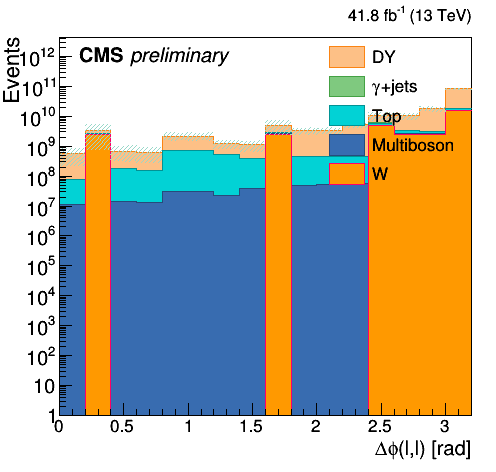 41.8 fb⁻¹ (13 TeV)
CMS preliminary
Events
DY
γ+jets
Top
Multiboson
W
10¹²
10¹¹
10¹⁰
10⁹
10⁸
10⁷
10⁶
10⁵
10⁴
10³
10²
10
1
0 0.5 1 1.5 2 2.5 3
Δϕ(l,l) [rad]